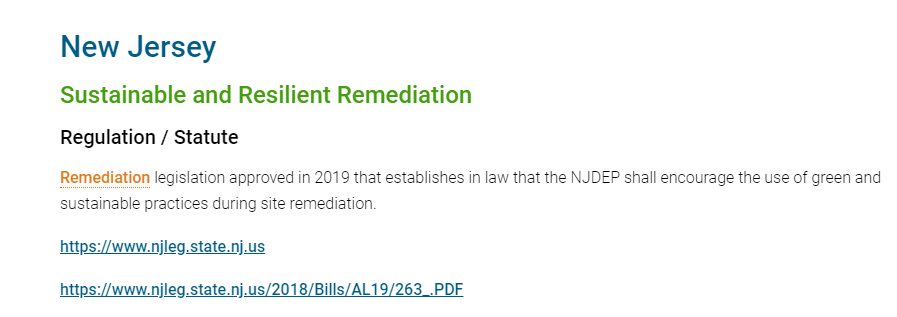 New Jersey
Sustainable and Resilient Remediation
Regulation / Statute
Remediation legislation approved in 2019 that establishes in law that the NJDEP shall encourage the use of green and
sustainable practices during site remediation.
https://www.njleg.state.nj.us
https://www.njleg.state.nj.us/2018/Bills/AL19/263_.PDF